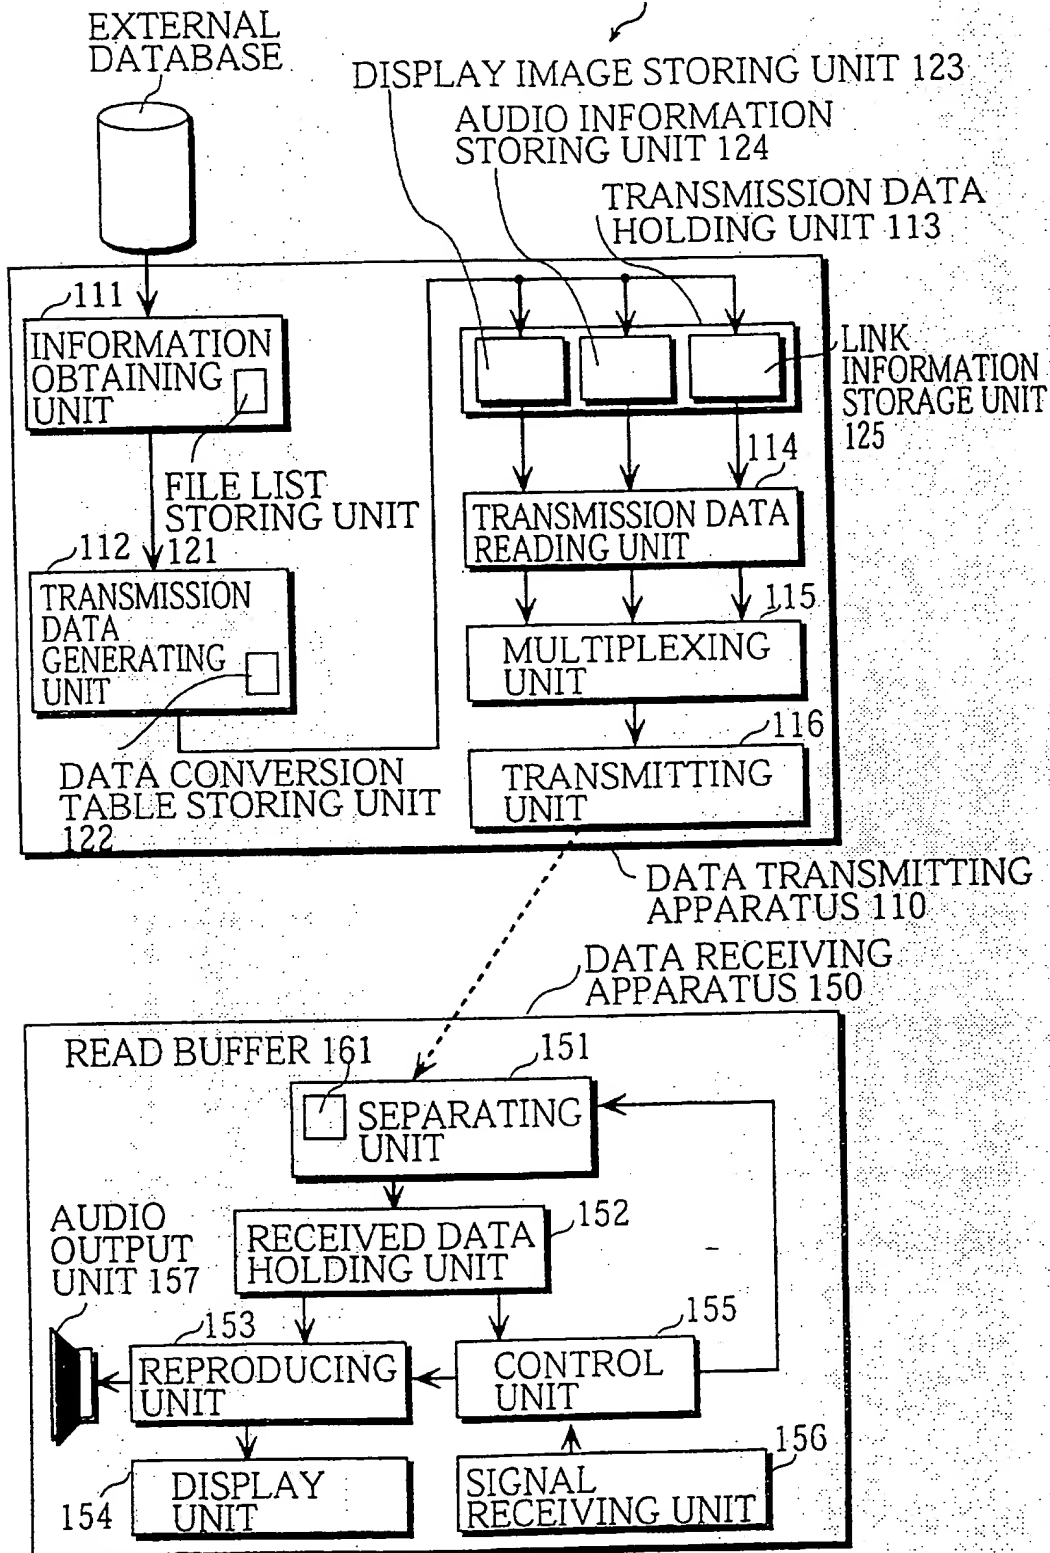 EXTERNAL
DATABASE
DISPLAY IMAGE STORING UNIT 123
AUDIO INFORMATION
STORING UNIT 124
TRANSMISSION DATA
HOLDING UNIT 113
111
INFORMATION
OBTAINING
UNIT
LINK
INFORMATION
STORAGE UNIT
125
FILE LIST
STORING UNIT
121
114
TRANSMISSION DATA
READING UNIT
112
TRANSMISSION
DATA
GENERATING
UNIT
115
MULTIPLEXING
UNIT
116
TRANSMITTING
UNIT
DATA CONVERSION
TABLE STORING UNIT
122
DATA TRANSMITTING
APPARATUS 110
DATA RECEIVING
APPARATUS 150
READ BUFFER 161
151
SEPARATING
UNIT
AUDIO
OUTPUT
UNIT 157
152
RECEIVED DATA
HOLDING UNIT
153
REPRODUCING
UNIT
155
CONTROL
UNIT
154
DISPLAY
UNIT
156
SIGNAL
RECEIVING UNIT